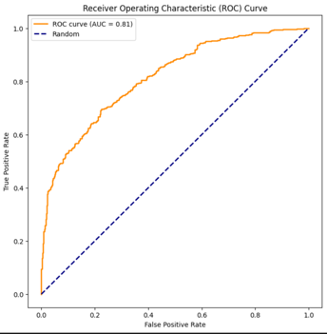 Receiver Operating Characteristic (ROC) Curve
ROC curve (AUC = 0.81)
Random
True Positive Rate
1.0
0.8
0.6
0.4
0.2
0.0
0.0 0.2 0.4 0.6 0.8 1.0
False Positive Rate